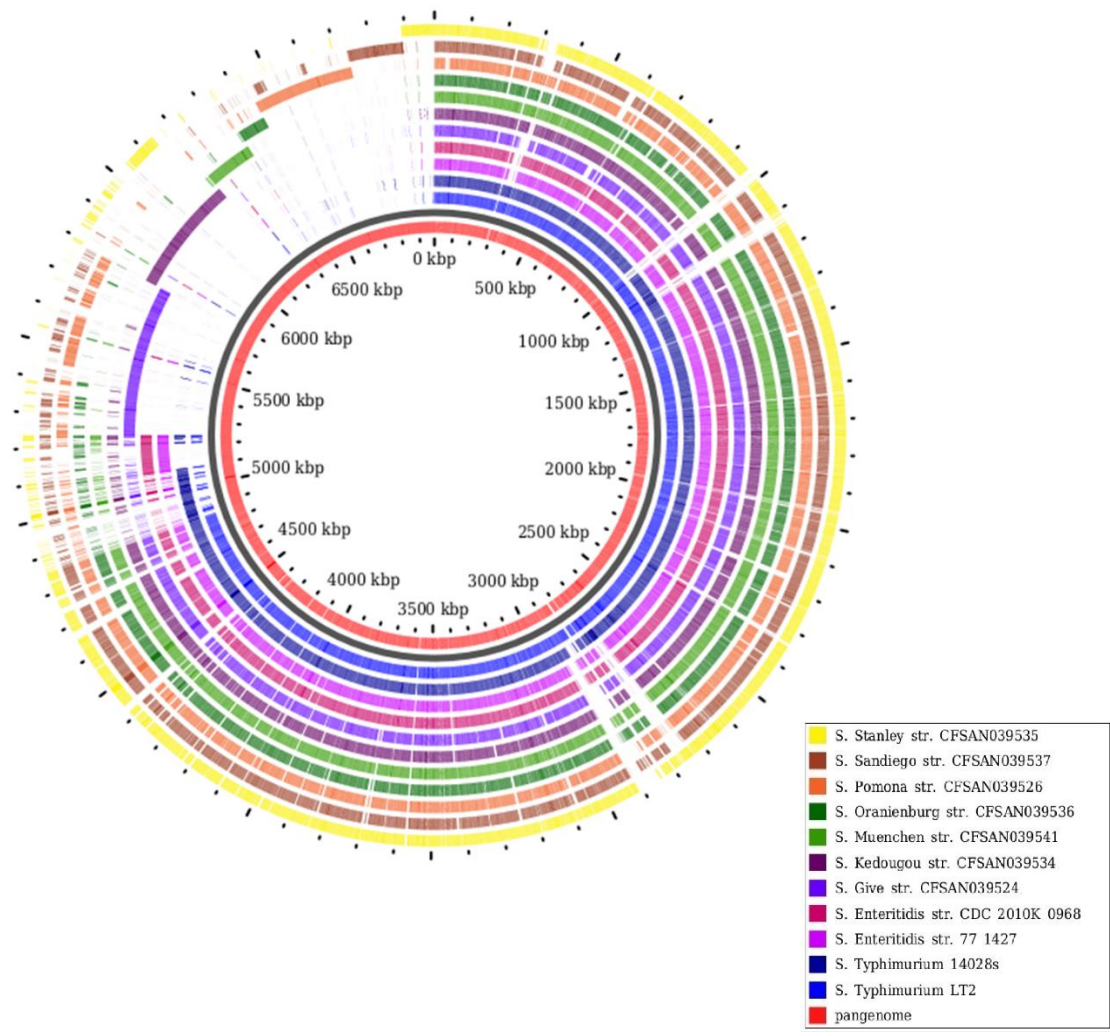 0 kbp
500 kbp
1000 kbp
1500 kbp
2000 kbp
2500 kbp
3000 kbp
3500 kbp
4000 kbp
4500 kbp
5000 kbp
5500 kbp
6000 kbp
6500 kbp
S. Stanley str. CFSAN039535
S. Sandiego str. CFSAN039537
S. Pomona str. CFSAN039526
S. Oranienburg str. CFSAN039536
S. Muenchen str. CFSAN039541
S. Kedougou str. CFSAN039534
S. Give str. CFSAN039524
S. Enteritidis str. CDC 2010K 0968
S. Enteritidis str. 77 1427
S. Typhimurium 14028s
S. Typhimurium LT2
pangenome